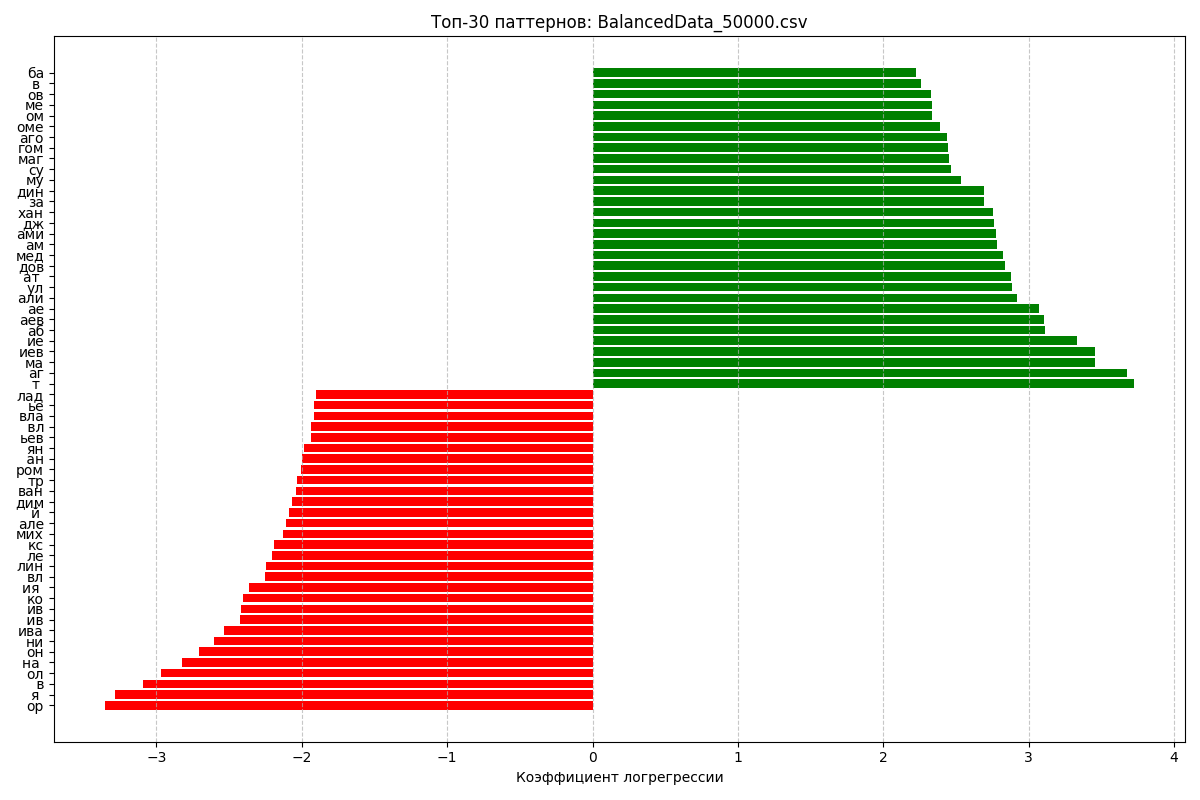 Топ-30 паттернов: BalancedData_50000.csv
ба
в
ов
ме
ом
оме
аго
гом
маг
су
му
дин
за
хан
дж
ами
ам
мед
дов
ат
ул
али
ае
аев
аб
ие
иев
ма
аг
т
лад
ье
вла
вл
ьев
ян
ан
ром
тр
ван
дим
й
але
мих
кс
ле
лин
вл
ия
ко
ив
ив
ива
ни
он
на
ол
в
я
ор
−3 −2 −1 0 1 2 3 4
Коэффициент логрегрессии